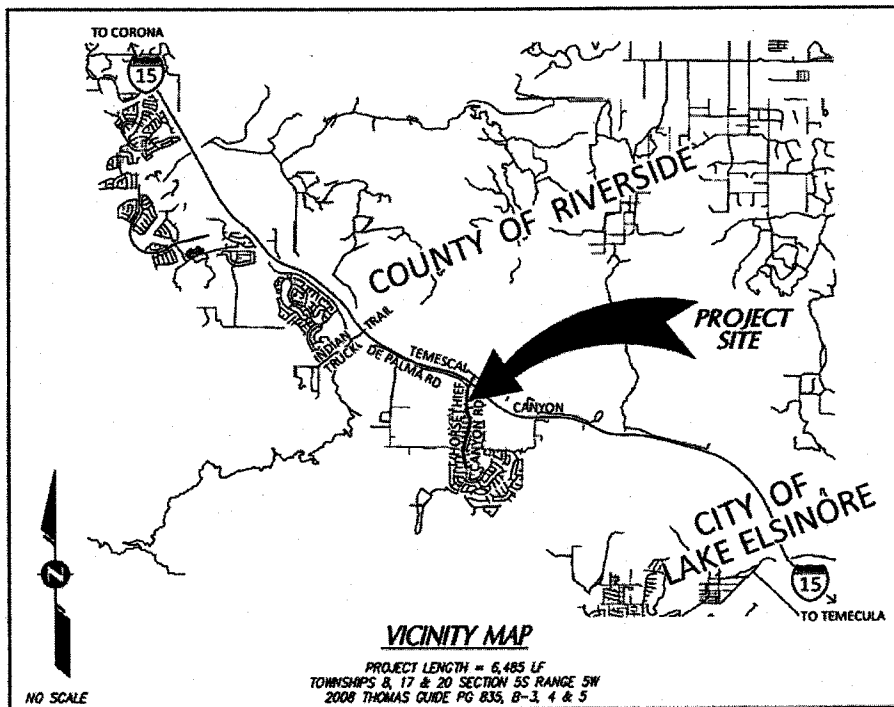 TO CORONA
15
COUNTY OF RIVERSIDE
PROJECT
SITE
INDIAN
TRUCK TRAIL
DE PALMA RD
TEMESCAL
CANYON
HORSETHIEF
CANYON RD
CITY OF
LAKE ELSINORE
15
TO TEMECULA
N
NO SCALE
VICINITY MAP
PROJECT LENGTH = 6,485 LF
TOWNSHIPS 8, 17 & 20 SECTION 5S RANGE 5W
2008 THOMAS GUIDE PG 835, B-3, 4 & 5